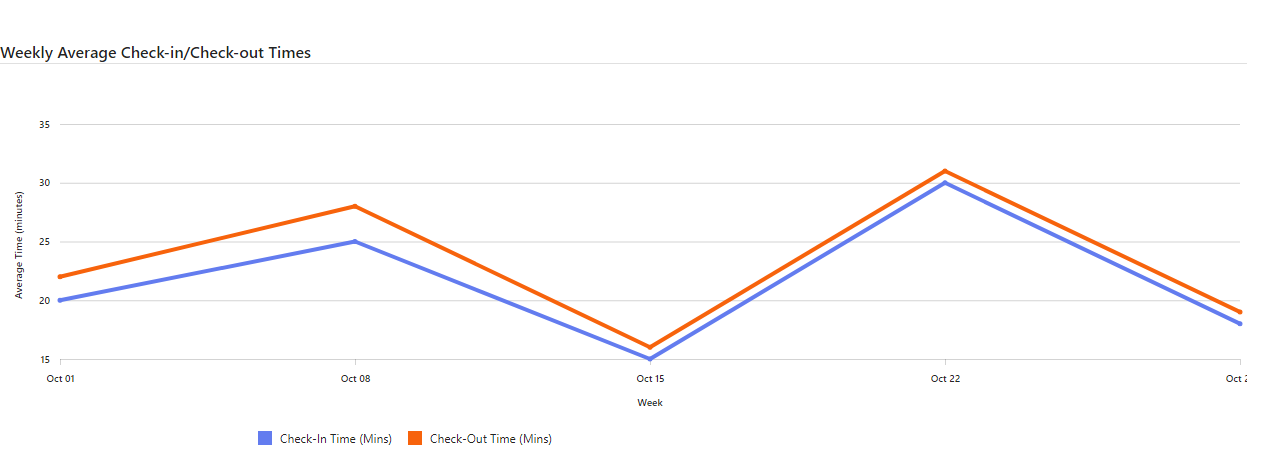 Weekly Average Check-in/Check-out Times
35
30
25
20
15
Average Time (minutes)
Oct 01 Oct 08 Oct 15 Oct 22 Oct
Week
Check-In Time (Mins) Check-Out Time (Mins)